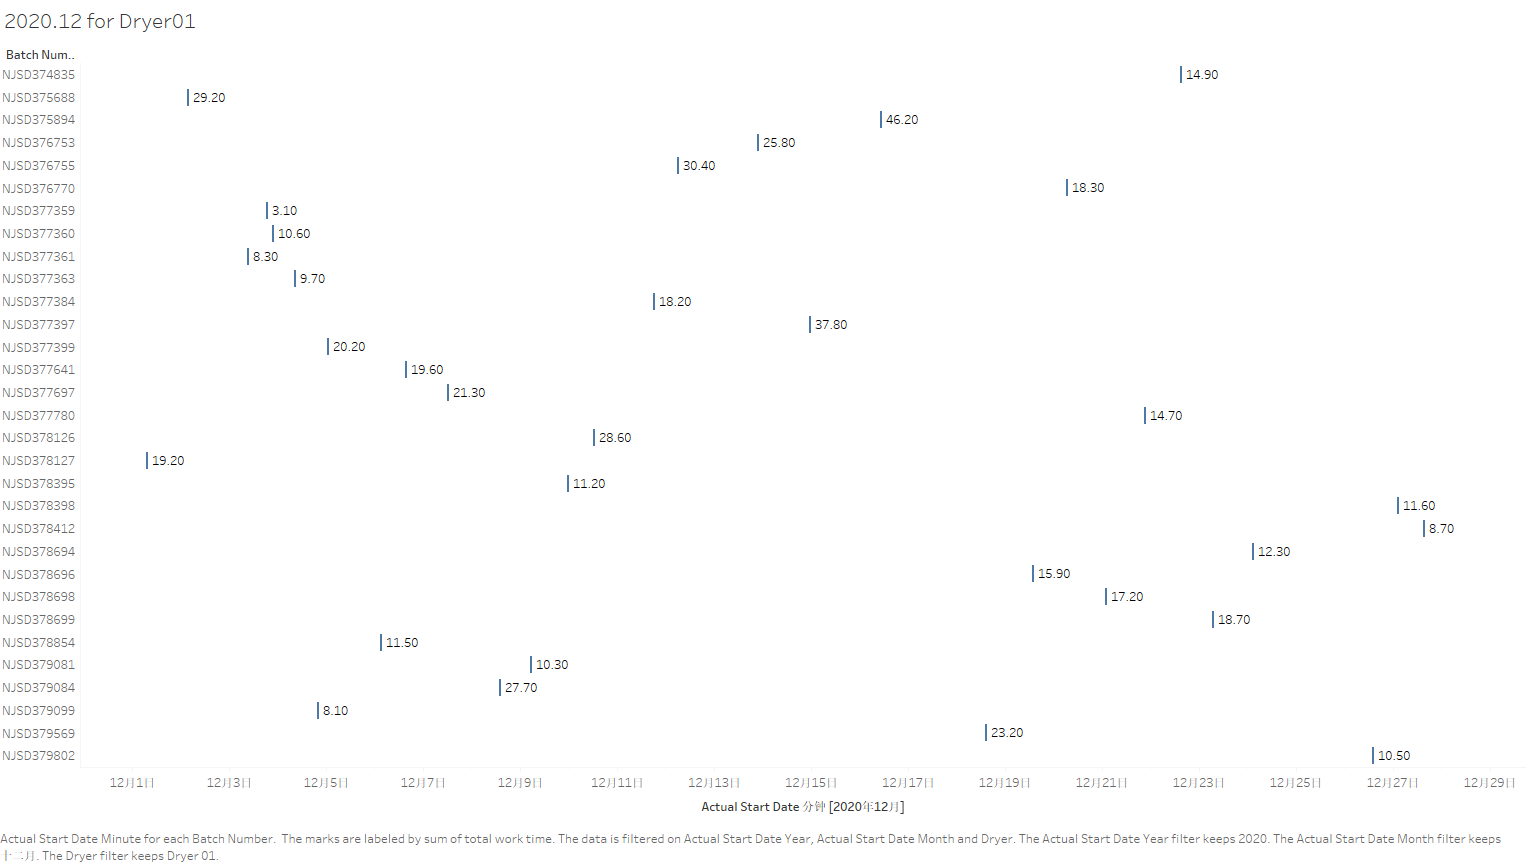 2020.12 for Dryer01
Batch Num..
NJSD374835 14.90
NJSD375688 29.20
NJSD375894 46.20
NJSD376753 25.80
NJSD376755 30.40
NJSD376770 18.30
NJSD377359 3.10
NJSD377360 10.60
NJSD377361 8.30
NJSD377363 9.70
NJSD377384 18.20
NJSD377397 37.80
NJSD377399 20.20
NJSD377641 19.60
NJSD377697 21.30
NJSD377780 14.70
NJSD378126 28.60
NJSD378127 19.20
NJSD378395 11.20
NJSD378398 11.60
NJSD378412 8.70
NJSD378694 12.30
NJSD378696 15.90
NJSD378698 17.20
NJSD378699 18.70
NJSD378854 11.50
NJSD379081 10.30
NJSD379084 27.70
NJSD379099 8.10
NJSD379569 23.20
NJSD379802 10.50
12月1日 12月3日 12月5日 12月7日 12月9日 12月11日 12月13日 12月15日 12月17日 12月19日 12月21日 12月23日 12月25日 12月27日 12月29日
Actual Start Date 分钟 [2020年12月]
Actual Start Date Minute for each Batch Number. The marks are labeled by sum of total work time. The data is filtered on Actual Start Date Year, Actual Start Date Month and Dryer. The Actual Start Date Year filter keeps 2020. The Actual Start Date Month filter keeps
十二月. The Dryer filter keeps Dryer 01.